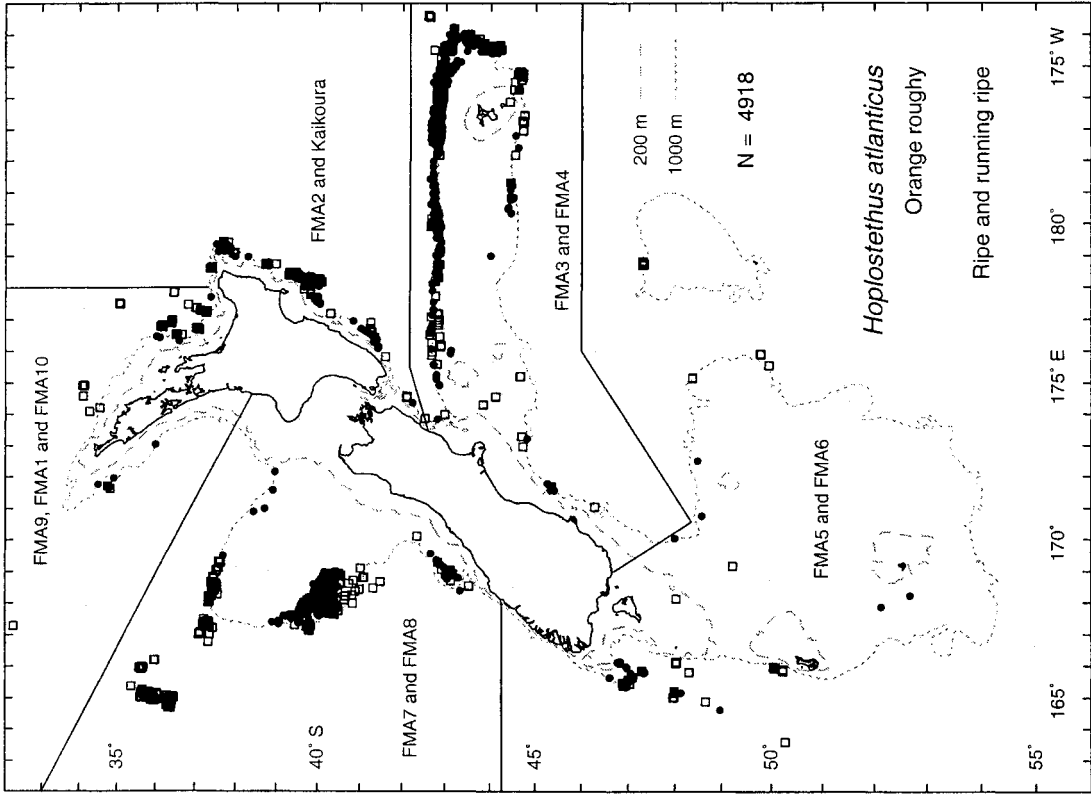 FMA9, FMA1 and FMA10
35°
FMA2 and Kaikoura
40° S
FMA7 and FMA8
FMA3 and FMA4
45°
200 m
1000 m
N = 4918
50°
FMA5 and FMA6
Hoplostethus atlanticus
Orange roughy
Ripe and running ripe
55°
165°
170°
175° E
180°
175° W